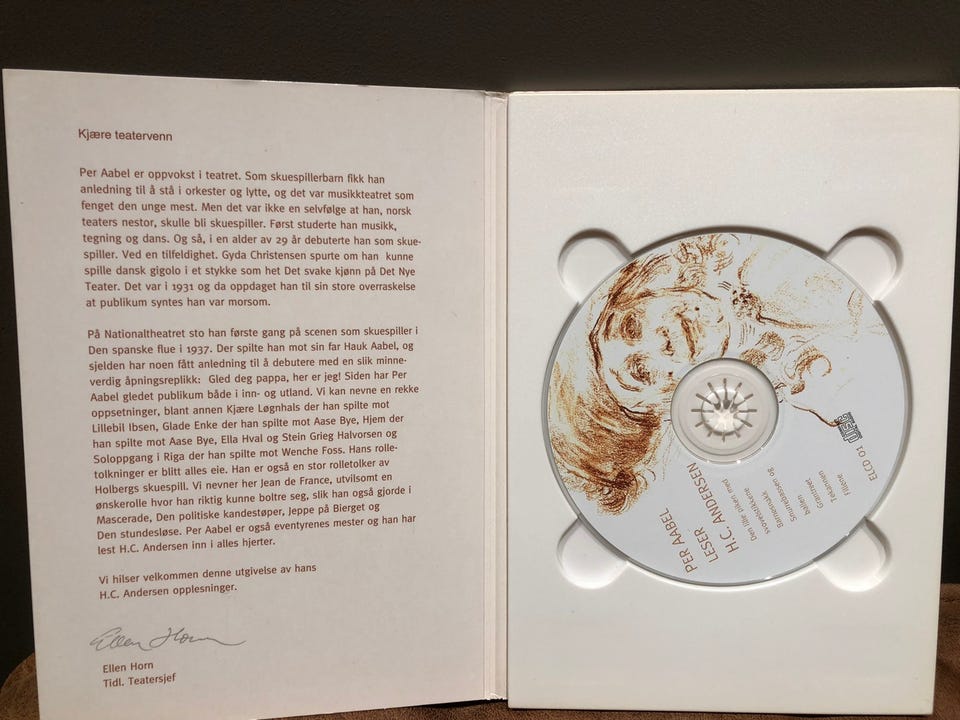 Kjære teatervenn
Per Aabel er oppvokst i teatret. Som skuespillerbarn fikk han
anledning til å stå i orkester og lytte, og det var musikkteatret som
fenget den unge mest. Men det var ikke en selvfølge at han, norsk
teaters nestor, skulle bli skuespiller. Først studerte han musikk,
tegning og dans. Og så, i en alder av 29 år debuterte han som skue-
spiller. Ved en tilfeldighet. Gyda Christensen spurte om han kunne
spille dansk gigolo i et stykke som het Det svake kjønn på Det Nye
Teater. Det var i 1931 og da oppdaget han til sin store overraskelse
at publikum syntes han var morsom.
På Nationaltheatret sto han første gang på scenen som skuespiller i
Den spanske flue i 1937. Der spilte han mot sin far Hauk Aabel, og
sjelden har noen fått anledning til å debutere med en slik minne-
verdig åpningsreplikk: Gled deg pappa, her er jeg! Siden har Per
Aabel gledet publikum både i inn- og utland. Vi kan nevne en rekke
oppsetninger, blant annen Kjære Løgnhals der han spilte mot
Lillebil Ibsen, Glade Enke der han spilte mot Aase Bye, Hjem der
han spilte mot Aase Bye, Ella Hval og Stein Grieg Halvorsen og
Soloppgang i Riga der han spilte mot Wenche Foss. Hans rolle-
tolkninger er blitt alles eie. Han er også en stor rolletolker av
Holbergs skuespill. Vi nevner her Jean de France, utvilsomt en
ønskerolle hvor han riktig kunne boltre seg, slik han også gjorde i
Mascerade, Den politiske kandestøper, Jeppe på Bierget og
Den stundesløse. Per Aabel er også eventyrenes mester og han har
lest H.C. Andersen inn i alles hjerter.
Vi hilser velkommen denne utgivelse av hans
H.C. Andersen opplesninger.
Ellen Horn
Ellen Horn
Tidl. Teatersjef
PER AABEL
LESER
H.C. ANDERSEN
Den lille piken med
svovelstikkene
Barnesnakk
Snurrebassen og
ballen
Grantreet
Fyrtøiet
ELCD 01